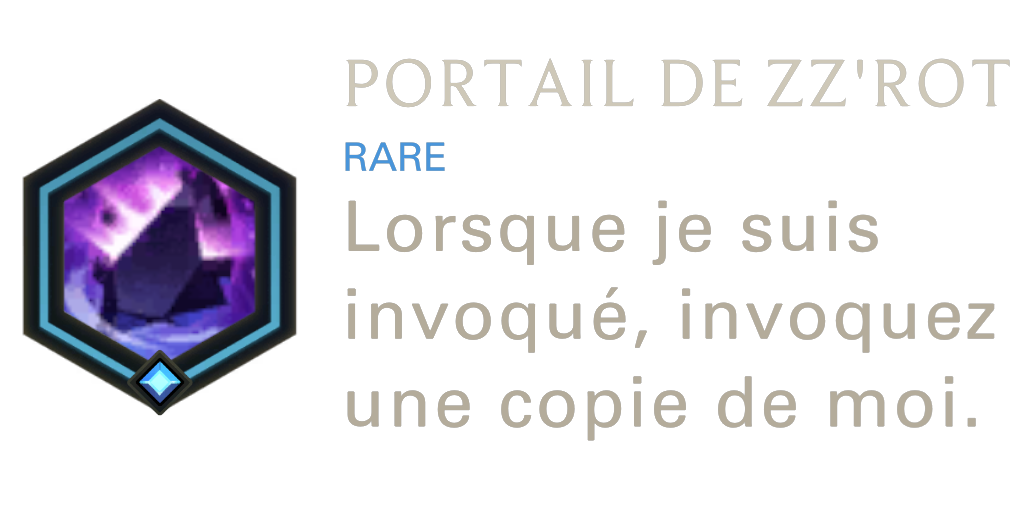 PORTAIL DE ZZ'ROT
RARE
Lorsque je suis
invoqué, invoquez
une copie de moi.